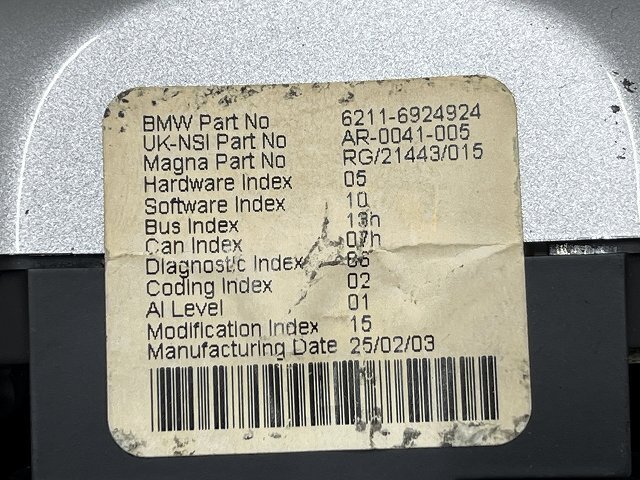 BMW Part No 6211-6924924
UK-NSI Part No AR-0041-005
Magna Part No RG/21443/015
Hardware Index 05
Software Index 10
Bus Index 13h
Can Index 07h
Diagnostic Index 06
Coding Index 02
AI Level 01
Modification Index 15
Manufacturing Date 25/02/03